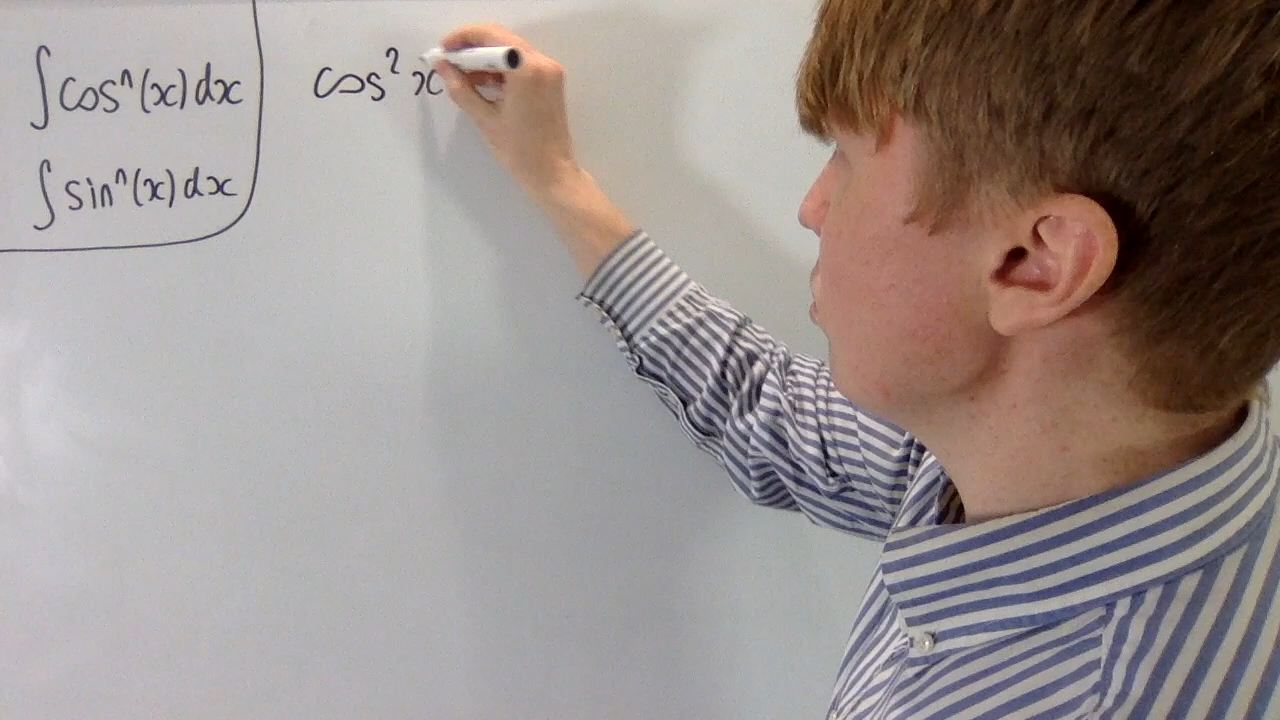 ∫cosⁿ(x)dx
∫sinⁿ(x)dx
cos²x